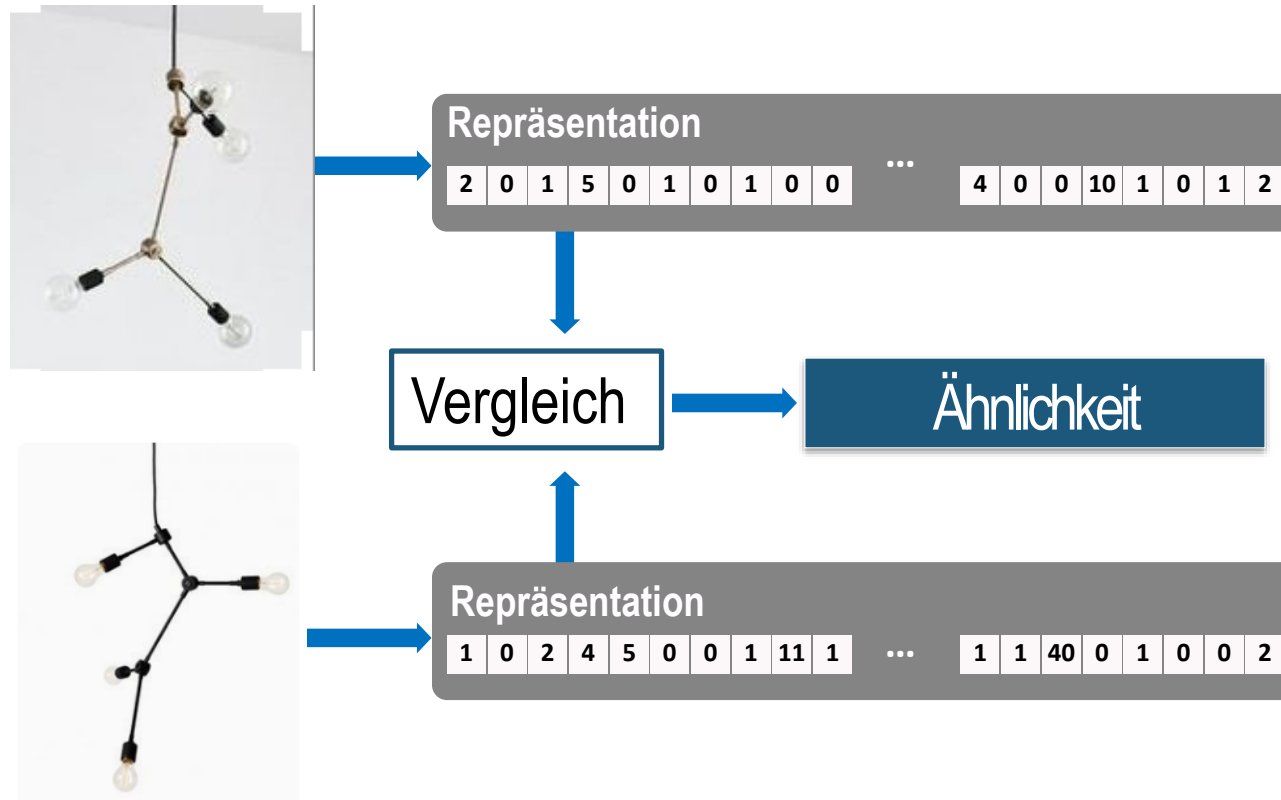 Repräsentation
2 0 1 5 0 1 0 1 0 0 ... 4 0 0 10 1 0 1 2
Vergleich
Ähnlichkeit
Repräsentation
1 0 2 4 5 0 0 1 11 1 ... 1 1 40 0 1 0 0 2